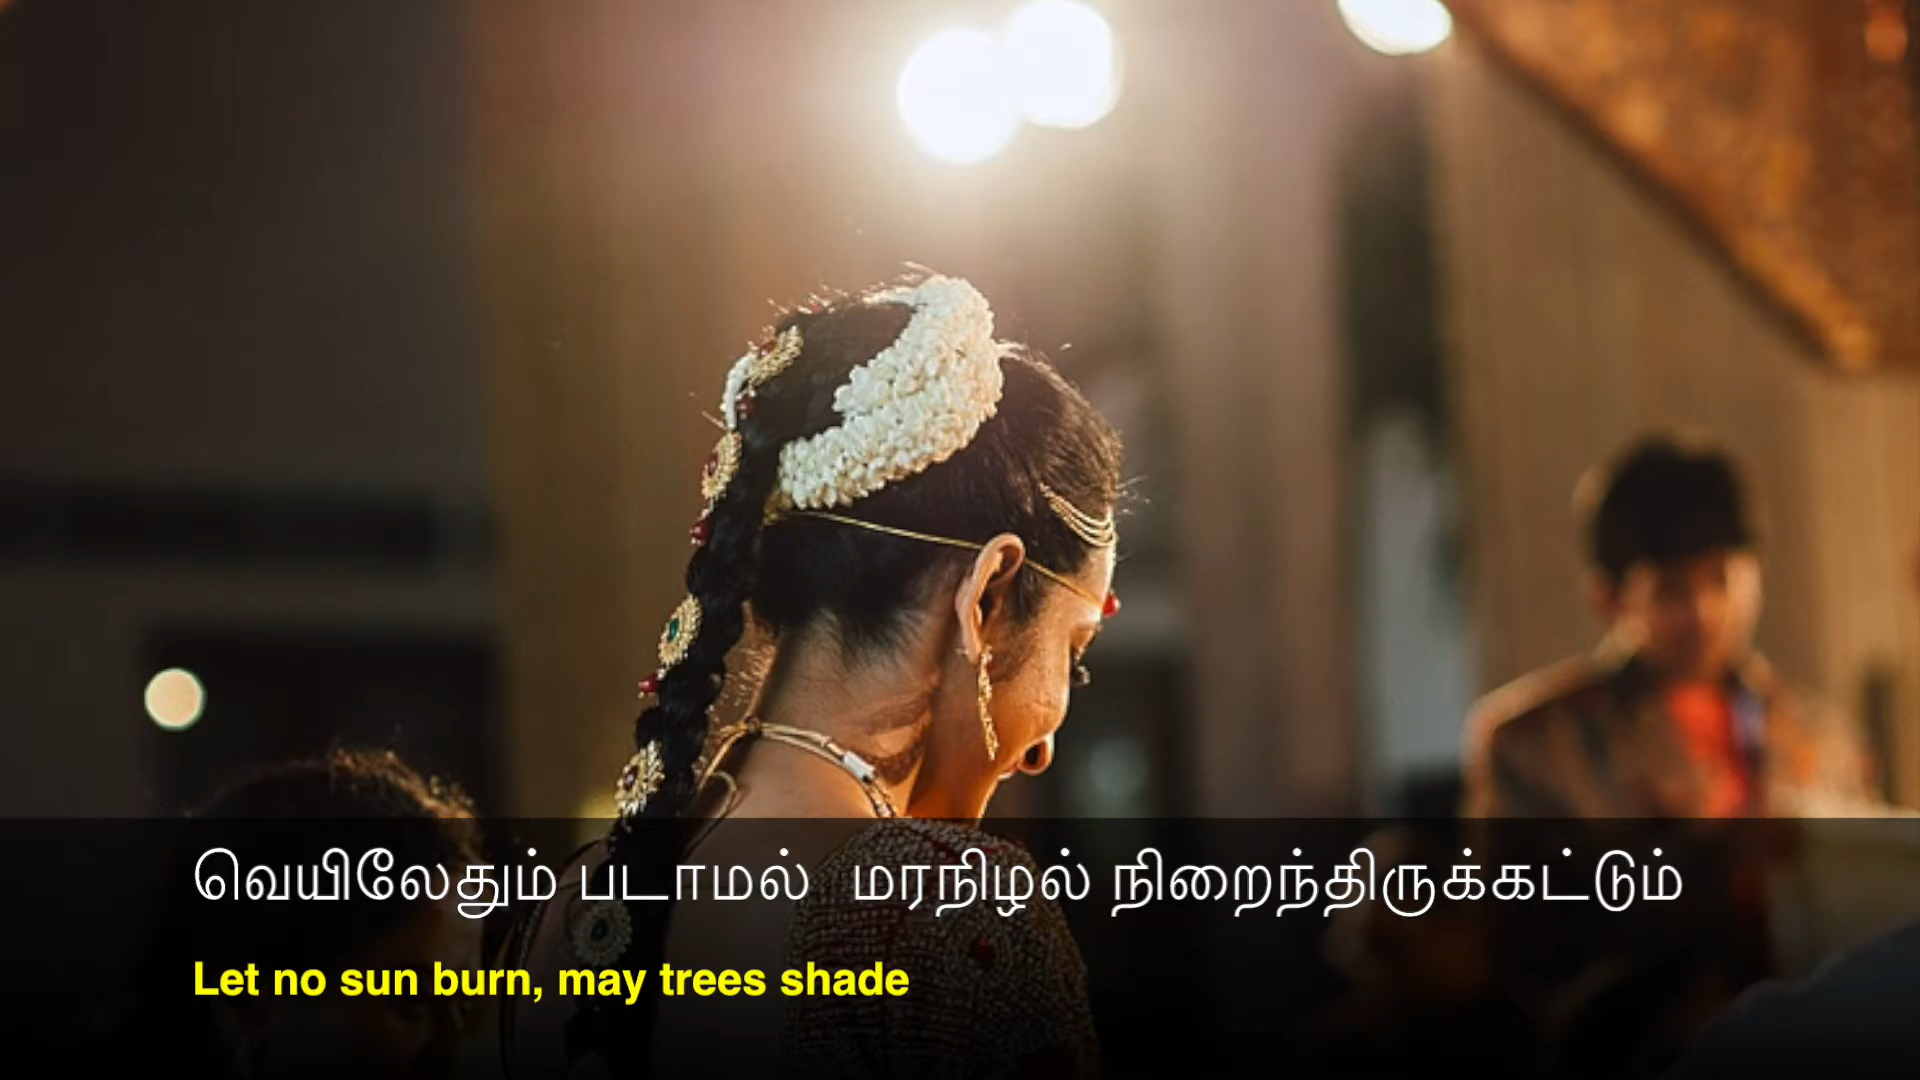 வெயிலேதும் படாமல் மரநிழல் நிறைந்திருக்கட்டும்
Let no sun burn, may trees shade